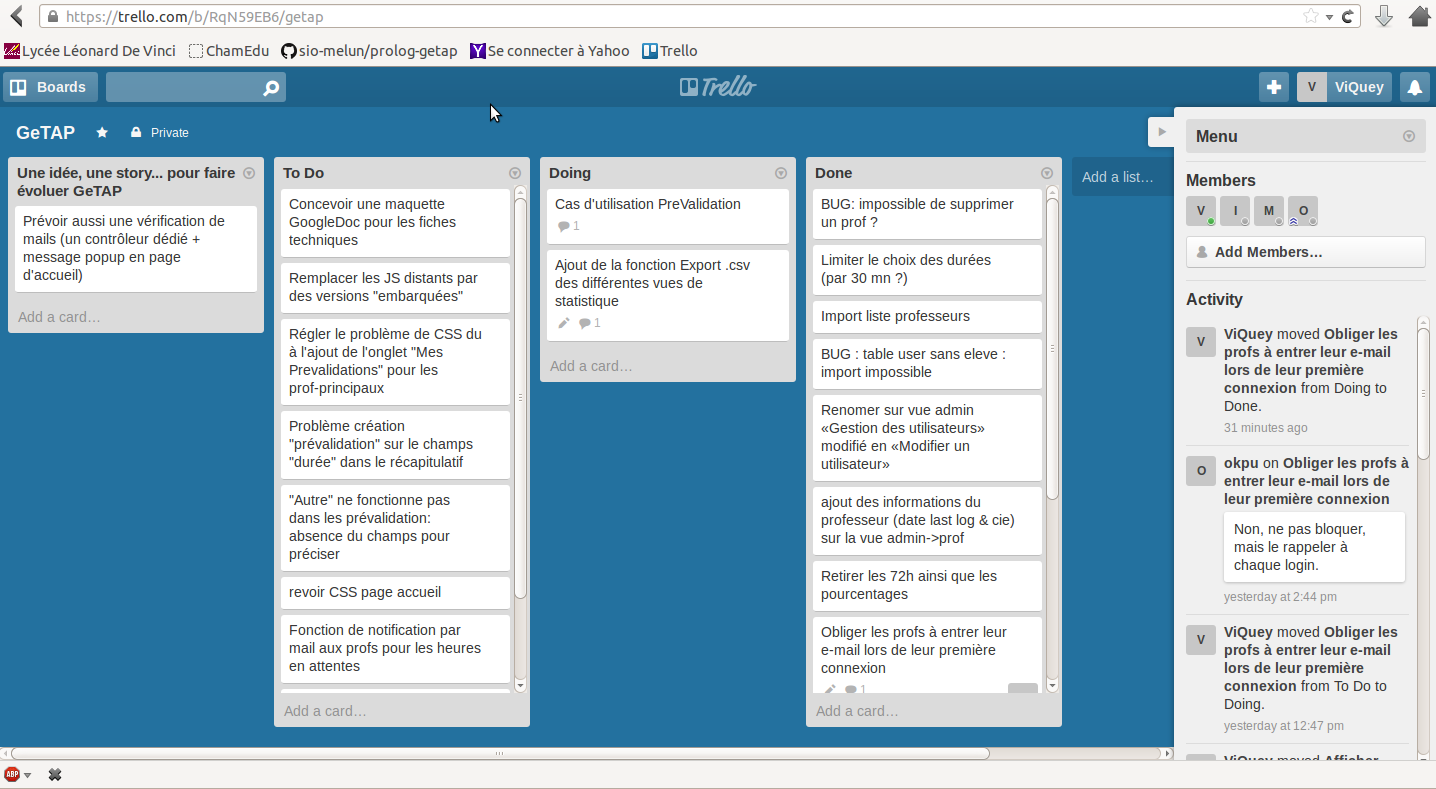 https://trello.com/b/RqN59EB6/getap
Lycée Léonard De Vinci
ChamEdu
sio-melun/prolog-getap
Se connecter à Yahoo
Trello
Boards
Trello
V
ViQuey
GeTAP
Private
Une idée, une story... pour faire
évoluer GeTAP
Prévoir aussi une vérification de
mails (un contrôleur dédié +
message popup en page
d'accueil)
Add a card…
To Do
Concevoir une maquette
GoogleDoc pour les fiches
techniques
Remplacer les JS distants par
des versions "embarquées"
Régler le problème de CSS du
à l'ajout de l'onglet "Mes
Prevalidations" pour les
prof-principaux
Problème création
"prévalidation" sur le champs
"durée" dans le récapitulatif
"Autre" ne fonctionne pas
dans les prévalidation:
absence du champs pour
préciser
revoir CSS page accueil
Fonction de notification par
mail aux profs pour les heures
en attentes
Add a card…
Doing
Cas d'utilisation PreValidation
1
Ajout de la fonction Export .csv
des différentes vues de
statistique
1
Add a card…
Done
BUG: impossible de supprimer
un prof ?
Limiter le choix des durées
(par 30 mn ?)
Import liste professeurs
BUG : table user sans eleve :
import impossible
Renomer sur vue admin
«Gestion des utilisateurs»
modifié en «Modifier un
utilisateur»
ajout des informations du
professeur (date last log & cie)
sur la vue admin->prof
Retirer les 72h ainsi que les
pourcentages
Obliger les profs à entrer leur
e-mail lors de leur première
connexion
1
Add a card…
Add a list…
Menu
Members
V I M O
Add Members…
Activity
V
ViQuey moved Obliger les
profs à entrer leur e-mail
lors de leur première
connexion from Doing to
Done.
31 minutes ago
O
okpu on Obliger les profs à
entrer leur e-mail lors de
leur première connexion
Non, ne pas bloquer,
mais le rappeler à
chaque login.
yesterday at 2:44 pm
V
ViQuey moved Obliger les
profs à entrer leur e-mail
lors de leur première
connexion from To Do to
Doing.
yesterday at 12:47 pm
ViQuey moved Afficher
ABP